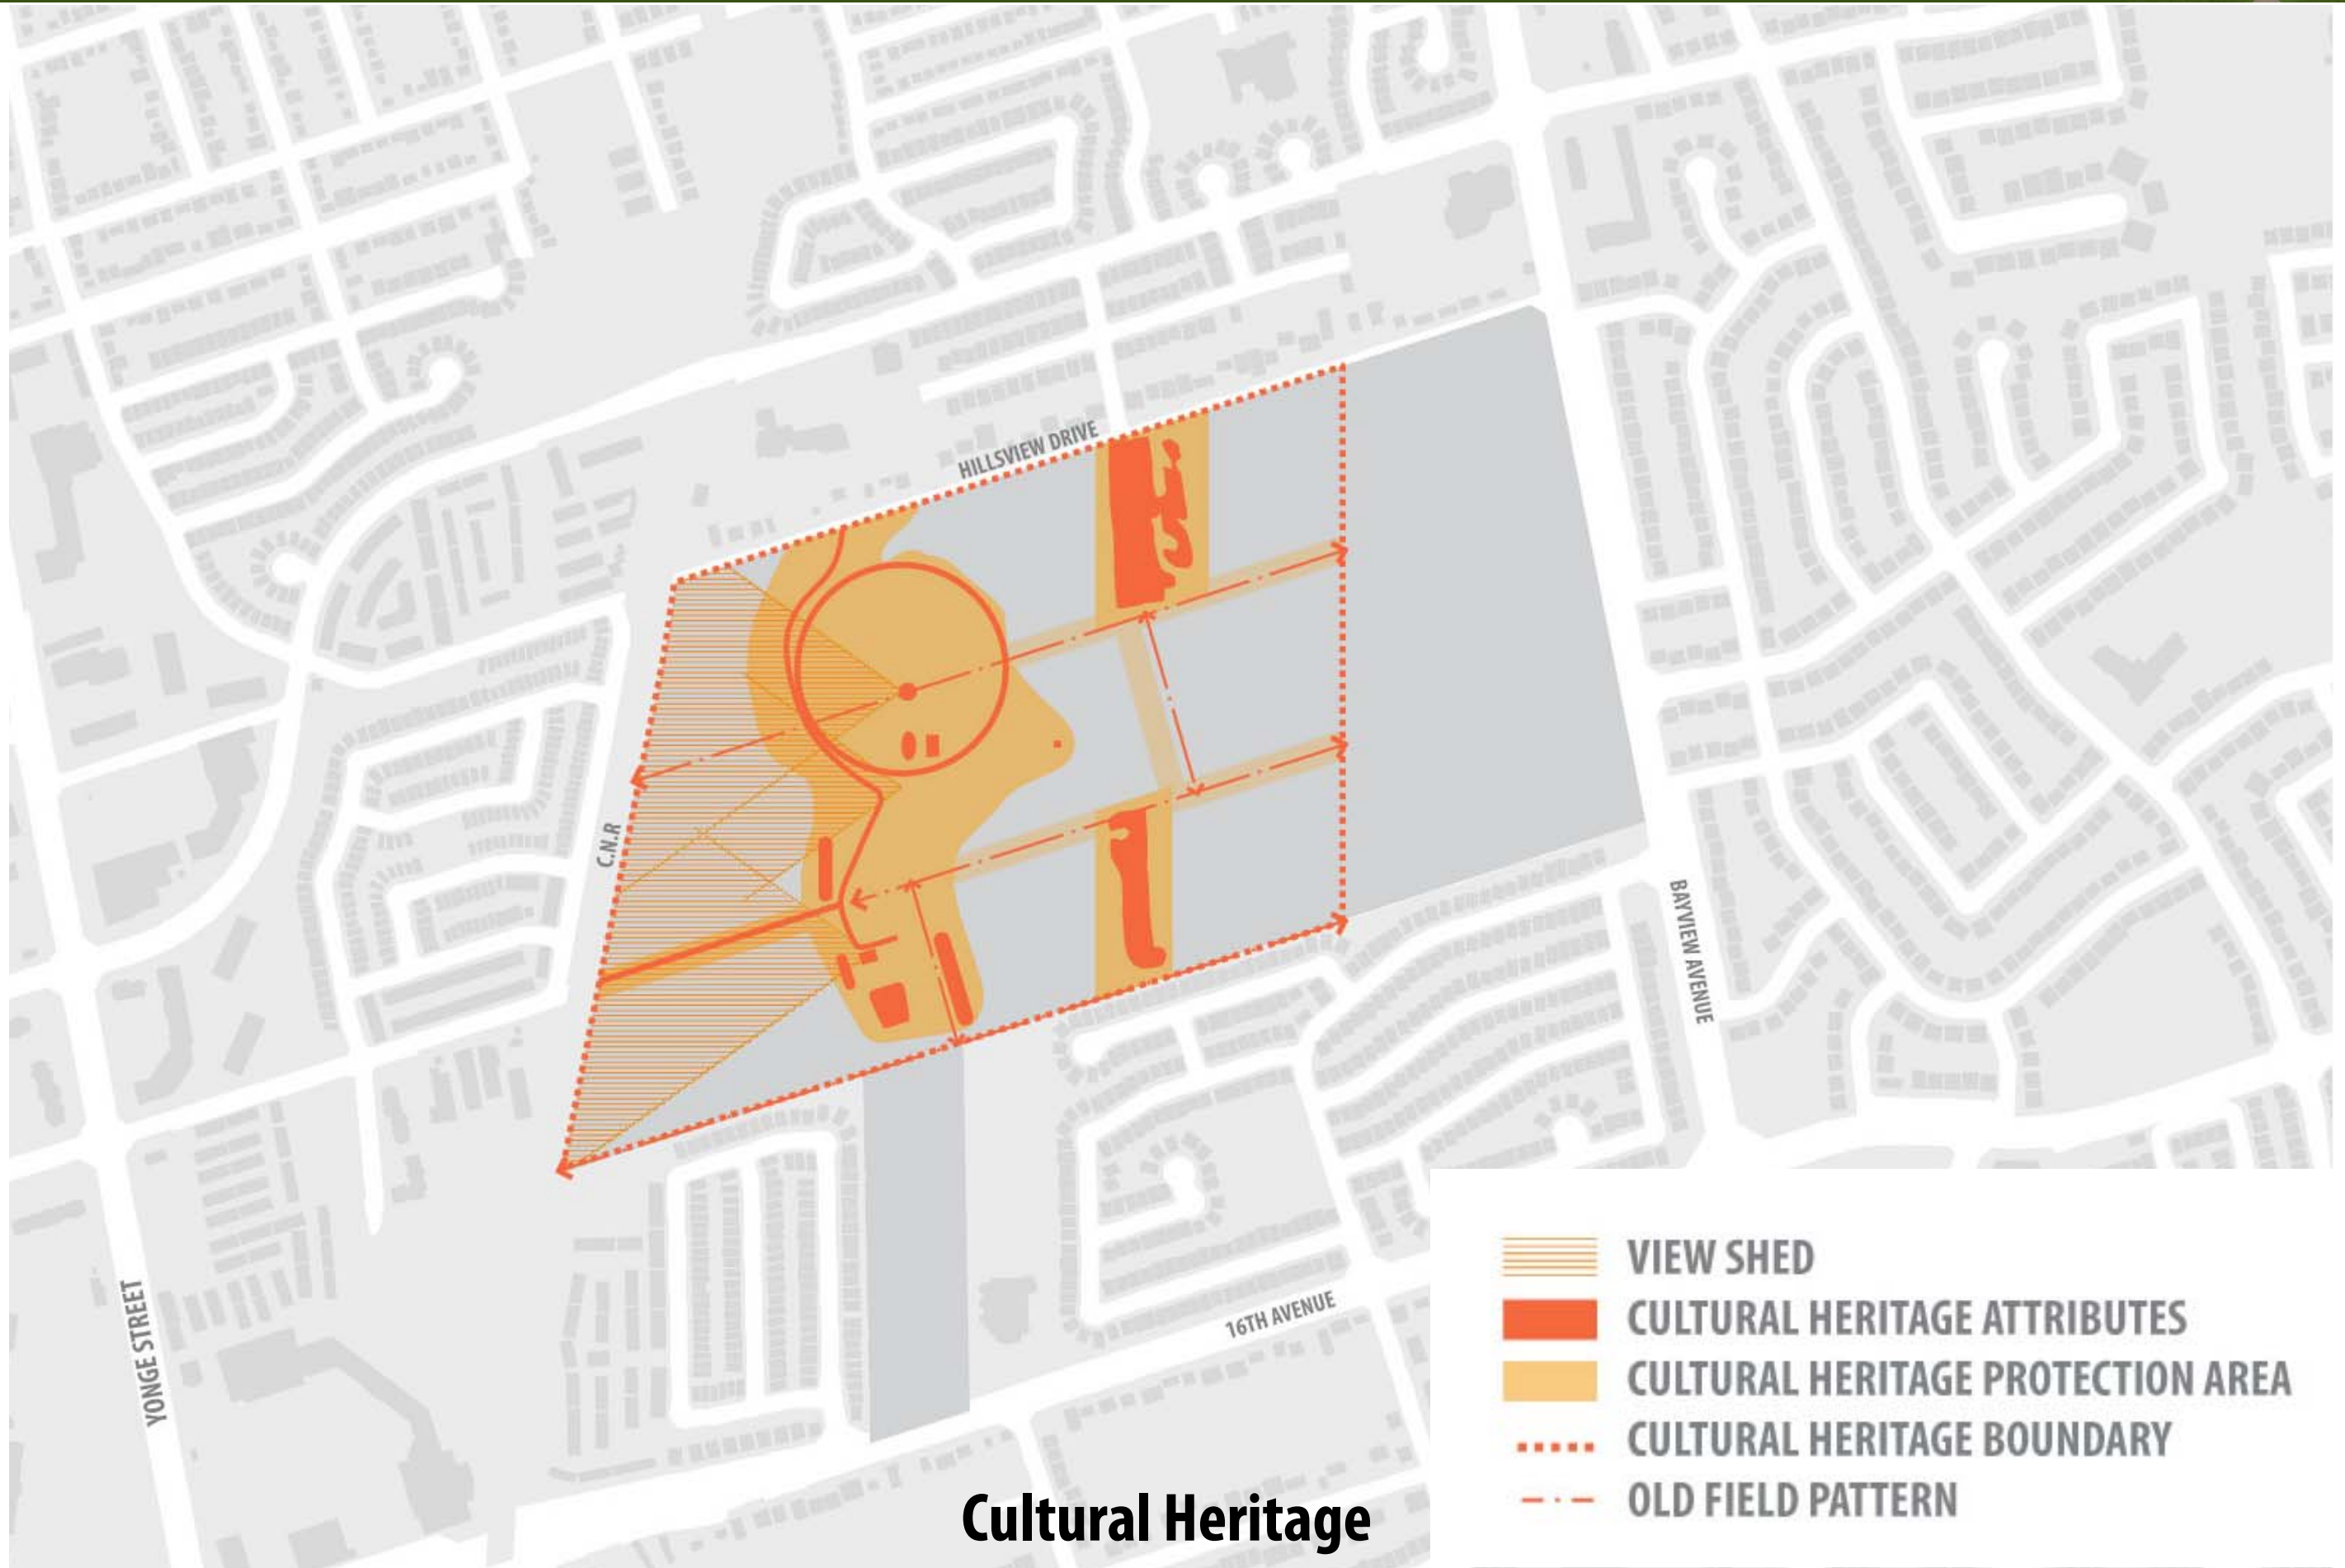 HILLSVIEW DRIVE
C.N.R
BAYVIEW AVENUE
YONGE STREET
16TH AVENUE
VIEW SHED
CULTURAL HERITAGE ATTRIBUTES
CULTURAL HERITAGE PROTECTION AREA
CULTURAL HERITAGE BOUNDARY
OLD FIELD PATTERN
Cultural Heritage